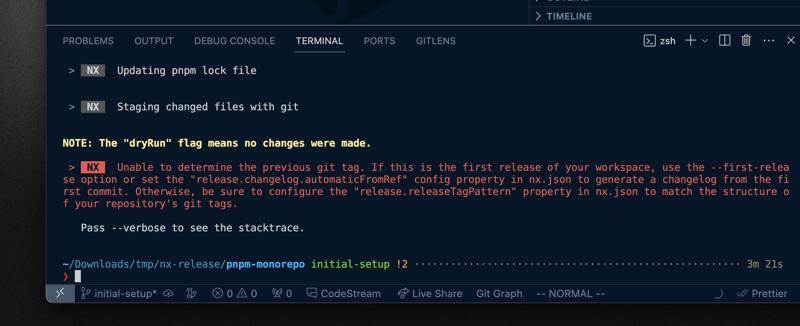 OUTLINE
TIMELINE
PROBLEMS OUTPUT DEBUG CONSOLE TERMINAL PORTS GITLENS zsh
> NX Updating pnpm lock file
> NX Staging changed files with git
NOTE: The "dryRun" flag means no changes were made.
> NX Unable to determine the previous git tag. If this is the first release of your workspace, use the --first-relea
se option or set the "release.changelog.automaticFromRef" config property in nx.json to generate a changelog from the fi
rst commit. Otherwise, be sure to configure the "release.releaseTagPattern" property in nx.json to match the structure o
f your repository's git tags.
Pass --verbose to see the stacktrace.
~/Downloads/tmp/nx-release/pnpm-monorepo initial-setup !2 3m 21s
❯
initial-setup* 0 0 0 CodeStream Live Share Git Graph -- NORMAL -- Prettier